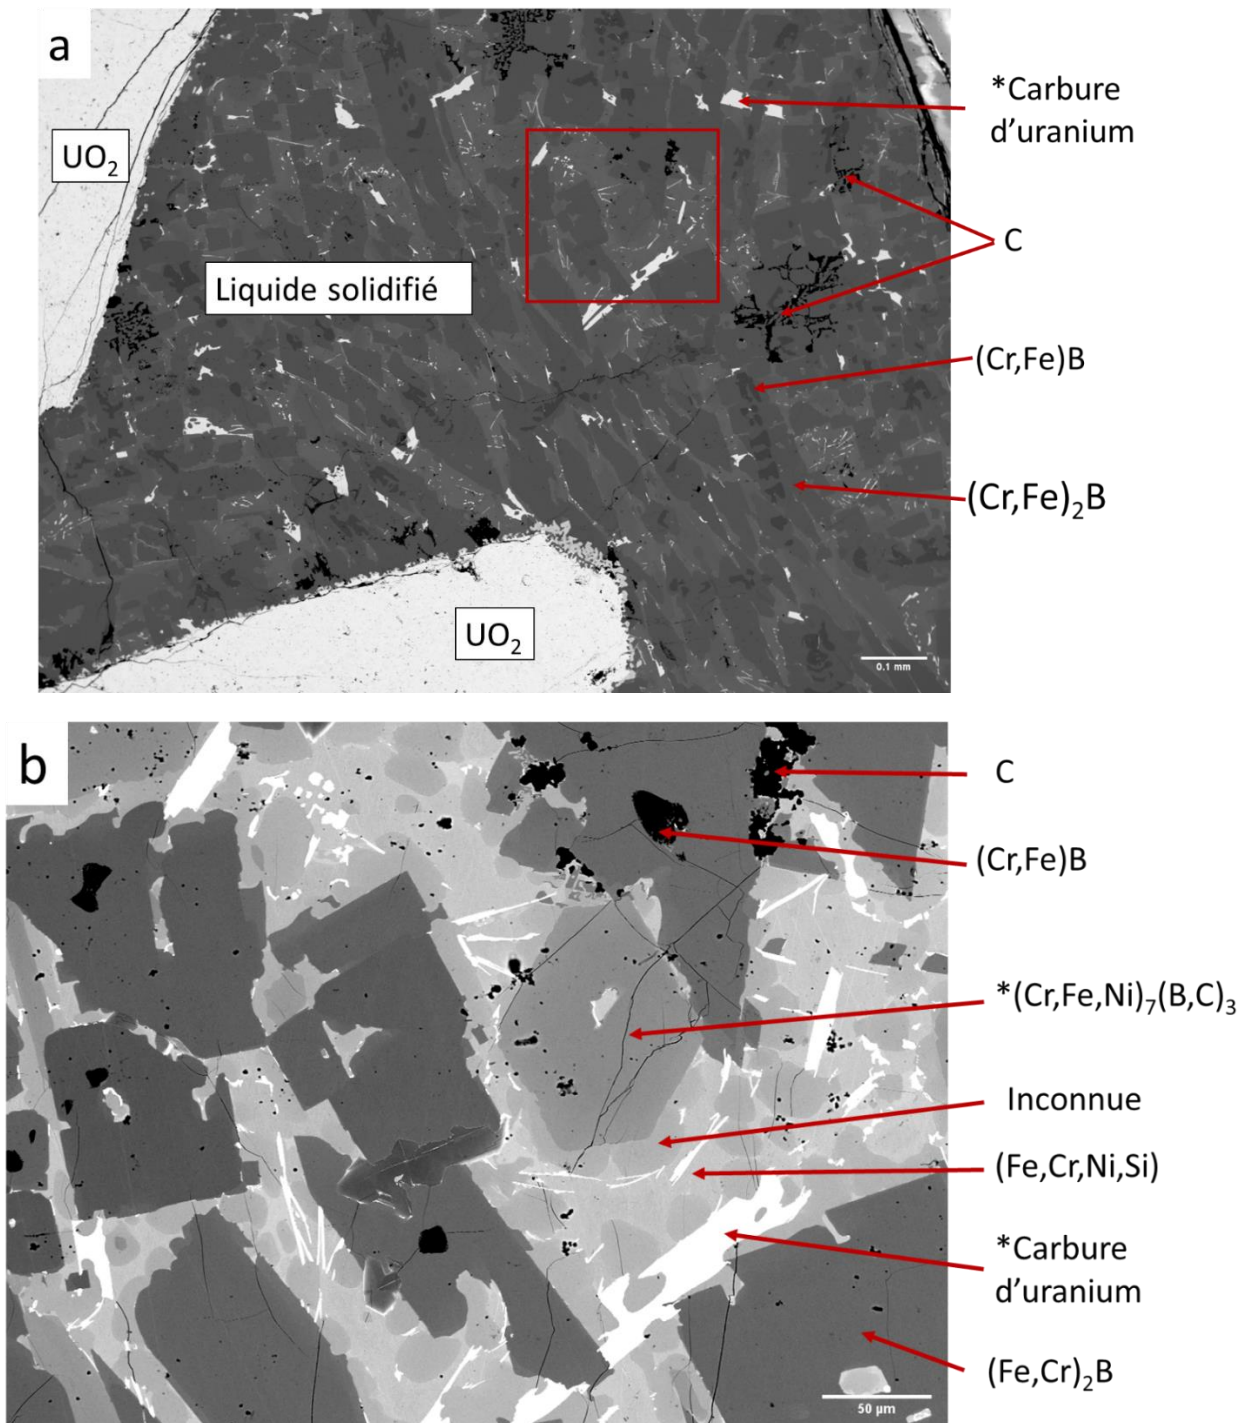 a
UO₂
*Carbure
d'uranium
C
Liquide solidifié
(Cr,Fe)B
(Cr,Fe)₂B
UO₂
0.1 mm
b
C
(Cr,Fe)B
*(Cr,Fe,Ni)₇(B,C)₃
Inconnue
(Fe,Cr,Ni,Si)
*Carbure
d'uranium
(Fe,Cr)₂B
50 µm